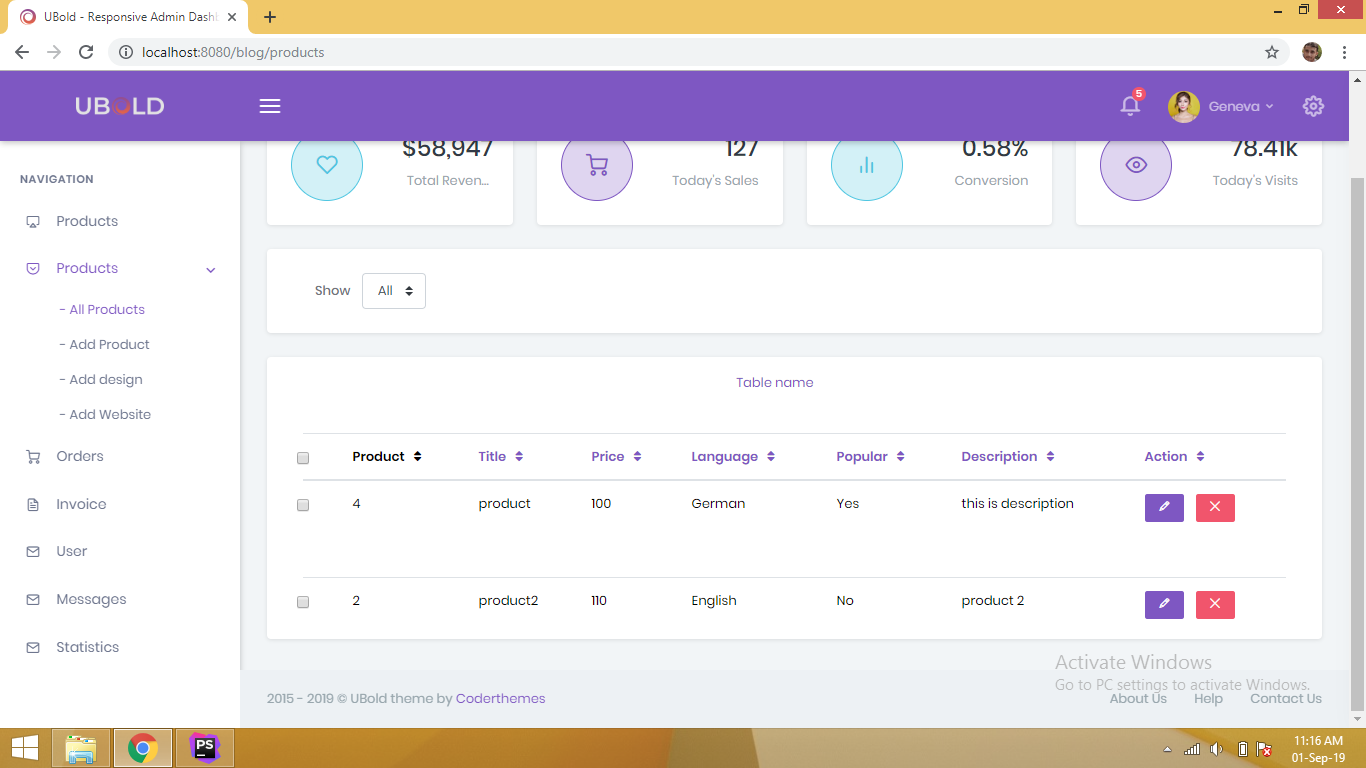 UBold - Responsive Admin Dash
localhost:8080/blog/products
UBOLD
5
Geneva
NAVIGATION
Products
Products
- All Products
- Add Product
- Add design
- Add Website
Orders
Invoice
User
Messages
Statistics
$58,947
Total Reven...
127
Today's Sales
0.58%
Conversion
78.41k
Today's Visits
Show All
Table name
Product Title Price Language Popular Description Action
4 product 100 German Yes this is description
2 product2 110 English No product 2
Activate Windows
Go to PC settings to activate Windows.
2015 - 2019 © UBold theme by Coderthemes About Us Help Contact Us
PS
11:16 AM
01-Sep-19